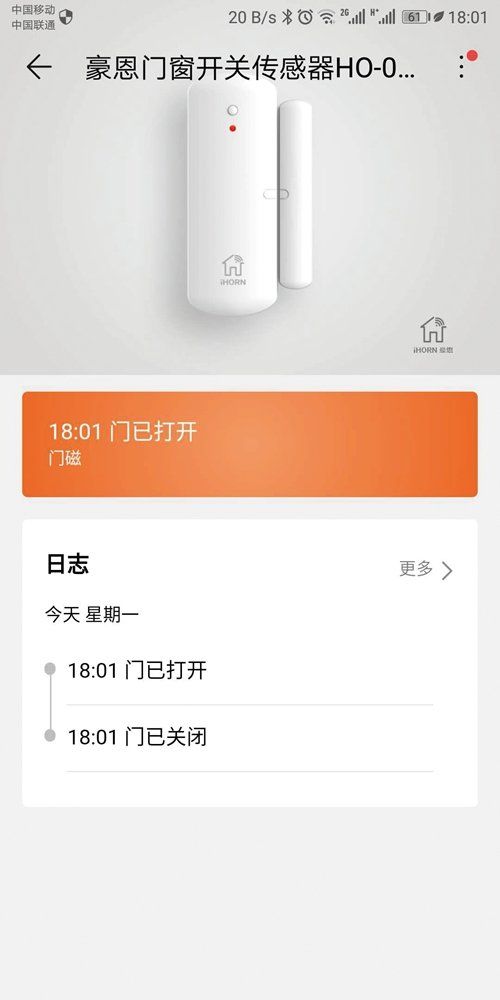 中国移动
中国联通
20 B/s
2G
H+
61
18:01
豪恩门窗开关传感器HO-0...
iHORN
iHORN 豪恩
18:01 门已打开
门磁
日志
更多
今天 星期一
18:01 门已打开
18:01 门已关闭